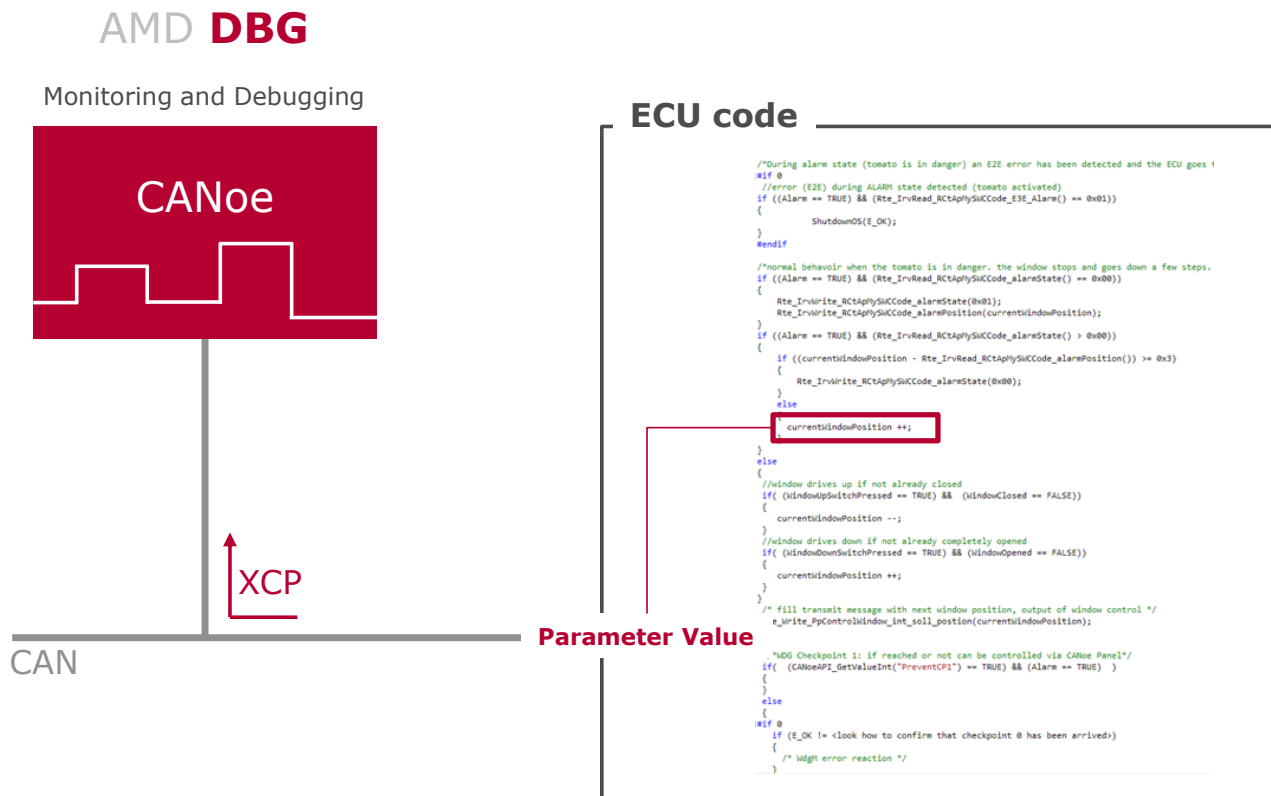 AMD DBG
Monitoring and Debugging
CANoe
XCP
CAN
Parameter Value
ECU code
/*During alarm state (tomato is in danger) an E2E error has been detected and the ECU goes
#if 0
//error (E2E) during ALARM state detected (tomato activated)
if ((Alarm == TRUE) && (Rte_IrvRead_RCtApMySWCCode_E3E_Alarm() == 0x01))
{
ShutdownOS(E_OK);
}
#endif
/*normal behavoir when the tomato is in danger. the window stops and goes down a few steps.
if ((Alarm == TRUE) && (Rte_IrvRead_RCtApMySWCCode_alarmState() == 0x00))
{
Rte_IrvWrite_RCtApMySWCCode_alarmState(0x01);
Rte_IrvWrite_RCtApMySWCCode_alarmPosition(currentWindowPosition);
}
if ((Alarm == TRUE) && (Rte_IrvRead_RCtApMySWCCode_alarmState() > 0x00))
{
if ((currentWindowPosition - Rte_IrvRead_RCtApMySWCCode_alarmPosition()) >= 0x3)
{
Rte_IrvWrite_RCtApMySWCCode_alarmState(0x00);
}
else
{
currentWindowPosition ++;
}
}
else
{
//window drives up if not already closed
if( (WindowUpSwitchPressed == TRUE) && (WindowClosed == FALSE))
{
currentWindowPosition --;
}
//window drives down if not already completely opened
if( (WindowDownSwitchPressed == TRUE) && (WindowOpened == FALSE))
{
currentWindowPosition ++;
}
}
/* fill transmit message with next window position, output of window control */
e_Write_PpControlWindow_int_soll_postion(currentWindowPosition);
"WDG Checkpoint 1: if reached or not can be controlled via CANoe Panel"/
if( (CANoeAPI_GetValueInt("PreventCP1") == TRUE) && (Alarm == TRUE) )
{
}
else
{
#if 0
if (E_OK != <look how to confirm that checkpoint 0 has been arrived>)
{
/* WdgM error reaction */
}